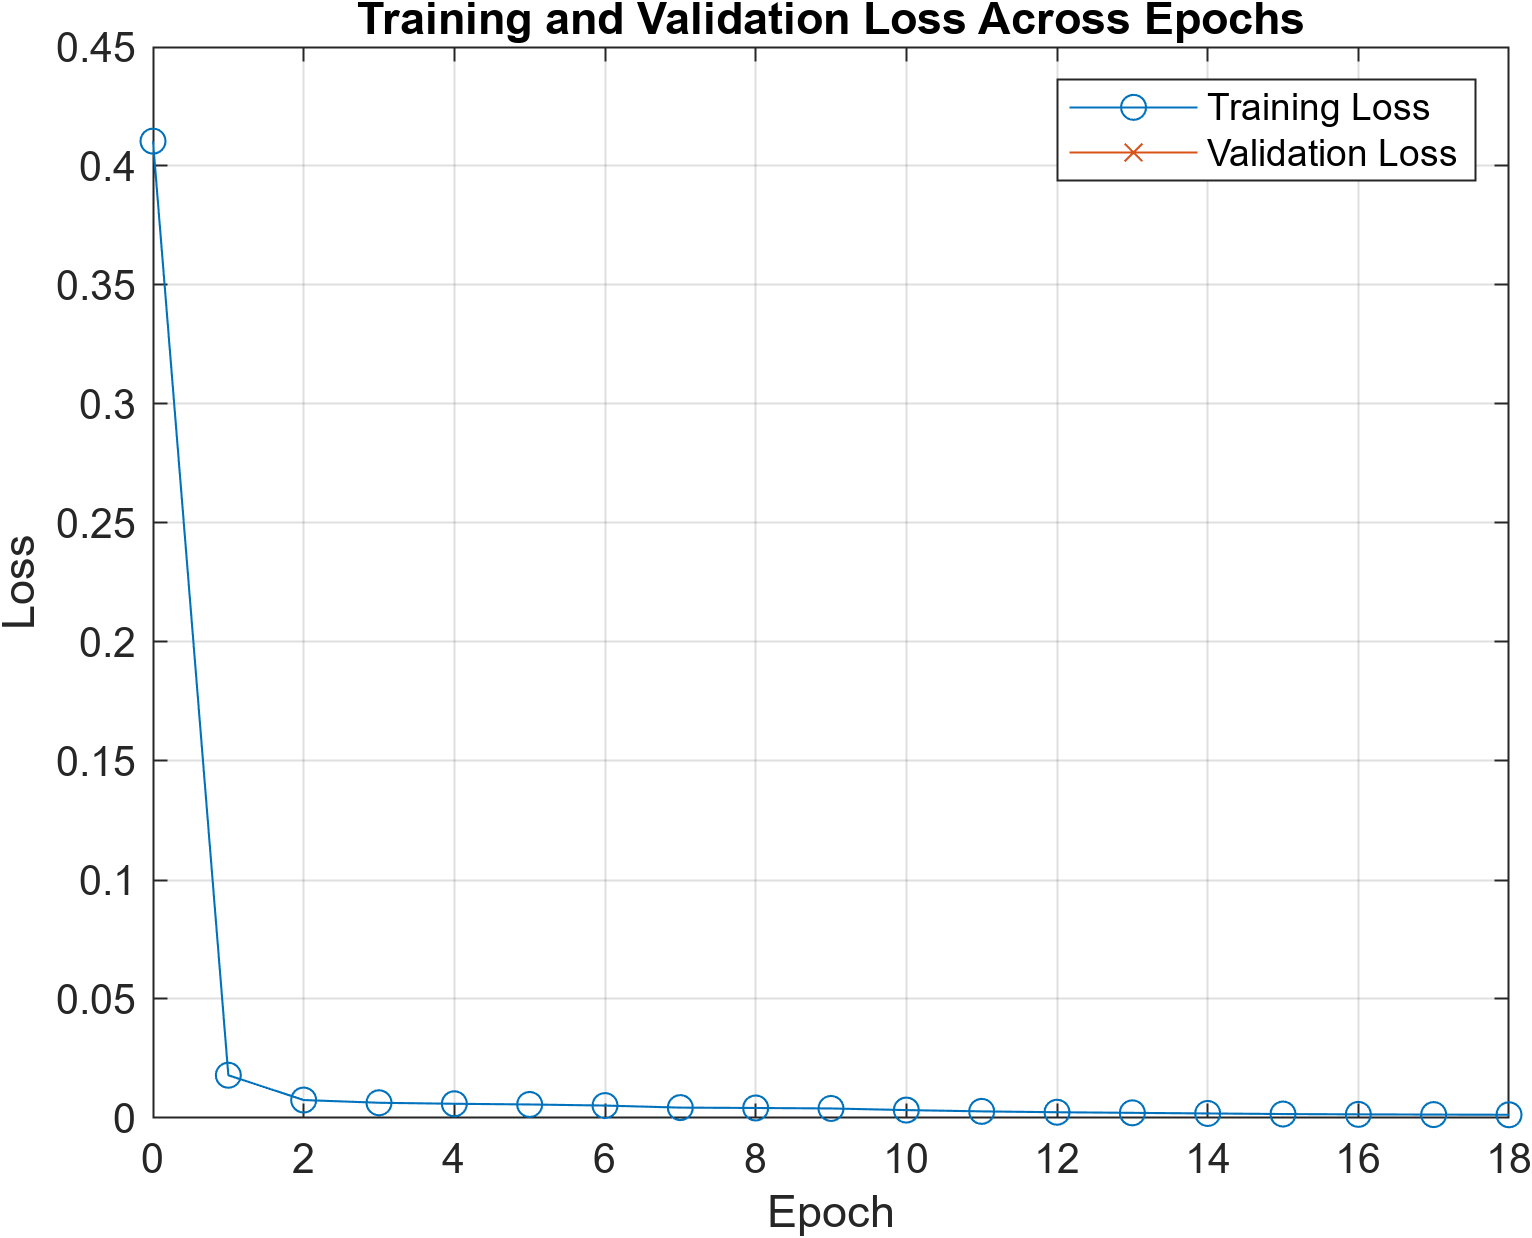 Training and Validation Loss Across Epochs
0.45
0.4
0.35
0.3
0.25
0.2
0.15
0.1
0.05
0
Loss
Training Loss
Validation Loss
0 2 4 6 8 10 12 14 16 18
Epoch